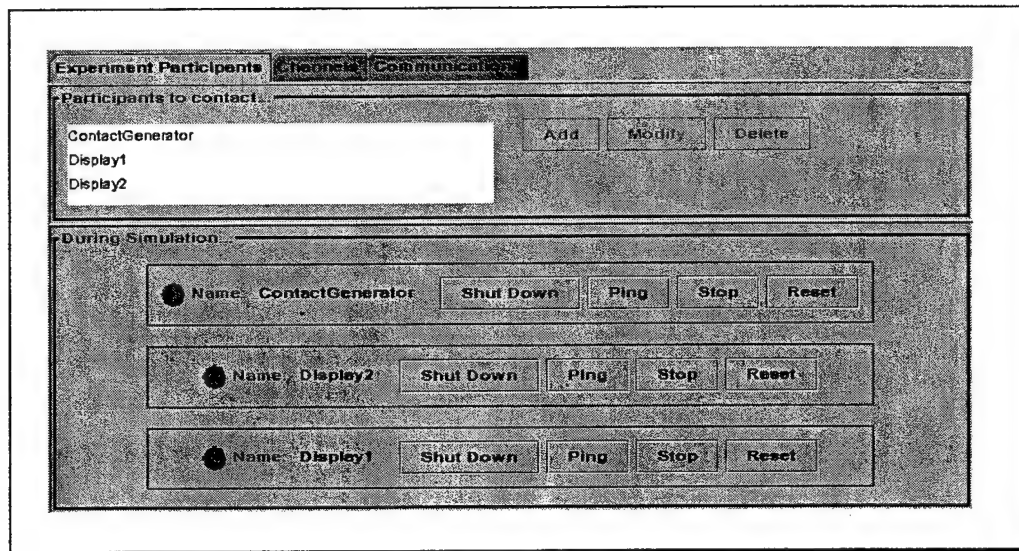 Experiment Participants Channels Communications
Participants to contact...
ContactGenerator
Display1
Display2
Add Modify Delete
During Simulation...
Name: ContactGenerator Shut Down Ping Stop Reset
Name: Display2 Shut Down Ping Stop Reset
Name: Display1 Shut Down Ping Stop Reset